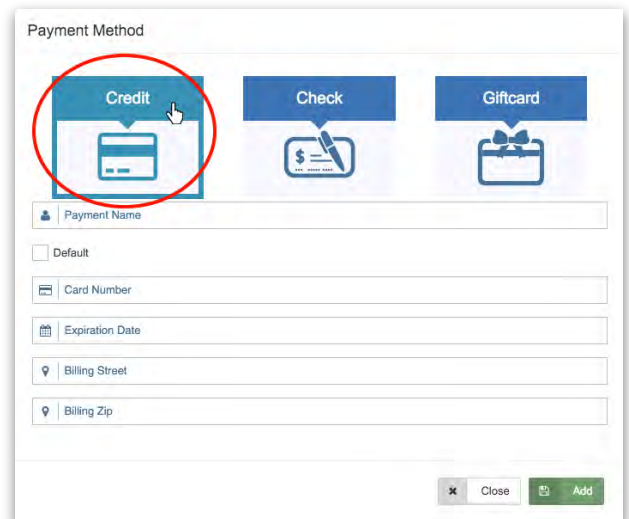 Payment Method
Credit Check Giftcard
$
Payment Name
Default
Card Number
Expiration Date
Billing Street
Billing Zip
Close Add